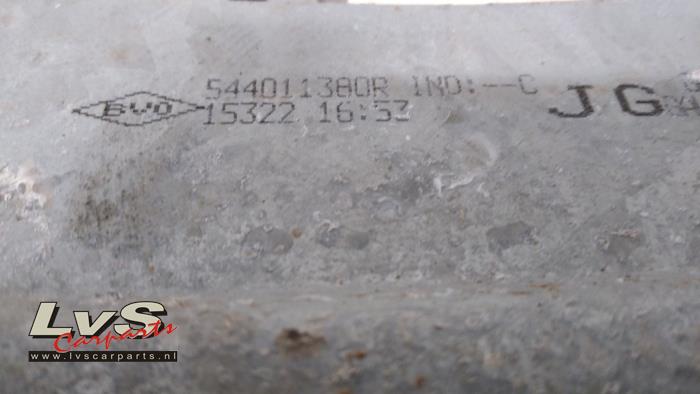 544011380R IND:--C
BVO 15322 16:53 JG
LVS
Carparts
www.lvscarparts.nl